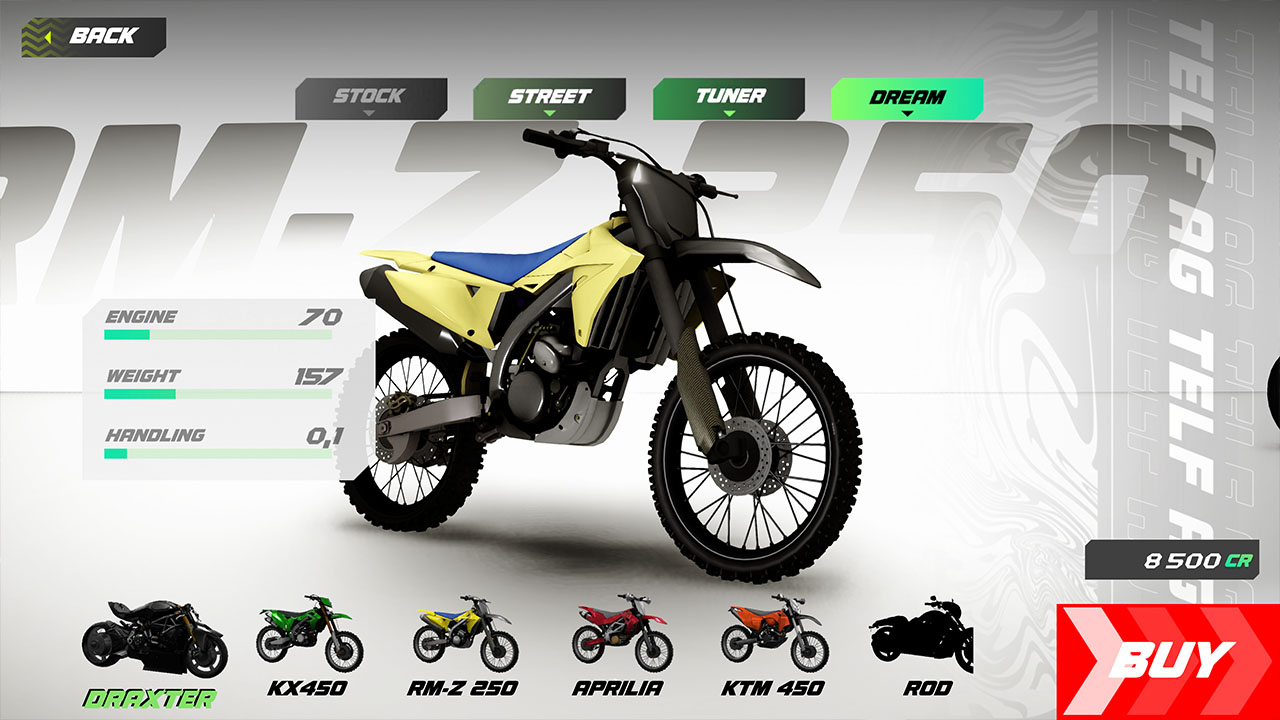 BACK
STOCK
STREET
TUNER
DREAM
RM-Z 250
ENGINE 70
WEIGHT 157
HANDLING 0,1
TELF AG TELF AG
8 500 CR
BUY
DRAXTER
KX450
RM-Z 250
APRILIA
KTM 450
ROD